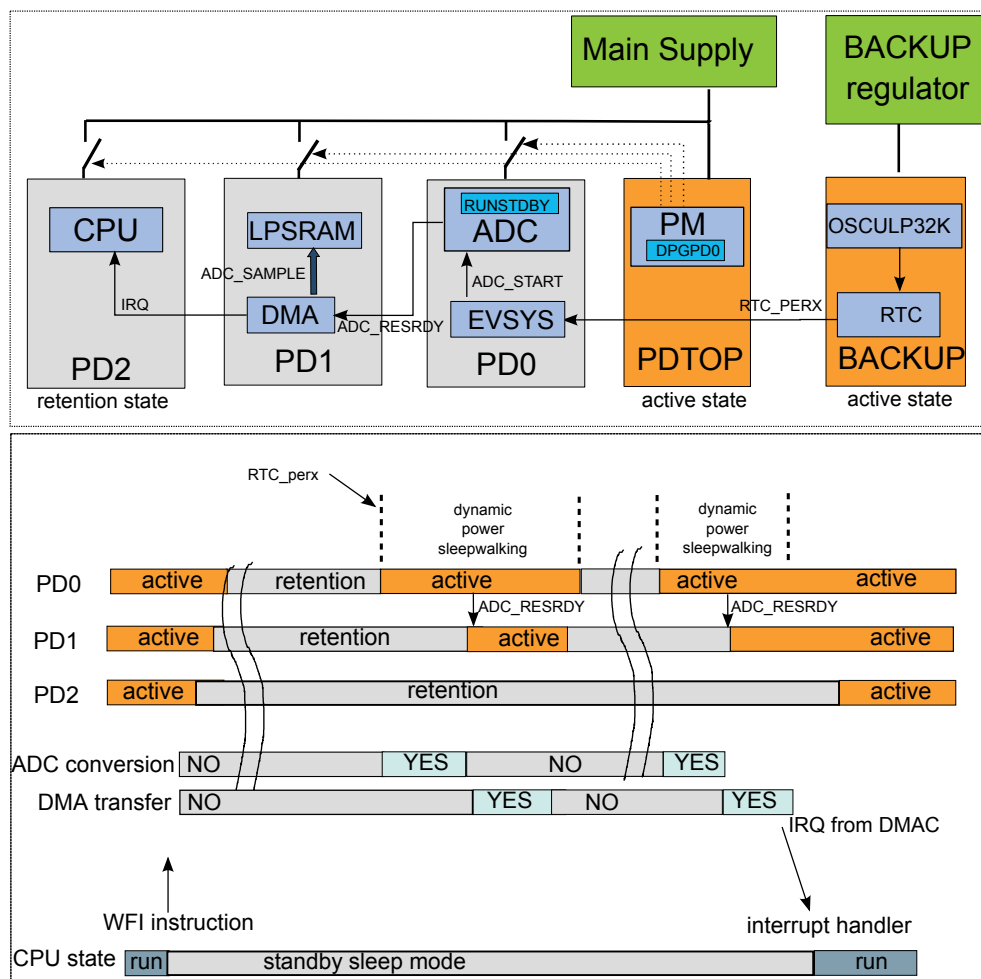 Main Supply
BACKUP
regulator
RUNSTDBY
CPU
LPSRAM
ADC
PM
DPGPD0
OSCULP32K
ADC_SAMPLE
ADC_START
IRQ
DMA
ADC_RESRDY
EVSYS
RTC_PERX
RTC
PD2
PD1
PD0
PDTOP
BACKUP
retention state
active state
active state
RTC_perx
dynamic
power
sleepwalking
dynamic
power
sleepwalking
PD0 active retention active active active
ADC_RESRDY ADC_RESRDY
PD1 active retention active active
PD2 active retention active
ADC conversion NO YES NO YES
DMA transfer NO YES NO YES
IRQ from DMAC
WFI instruction interrupt handler
CPU state run standby sleep mode run